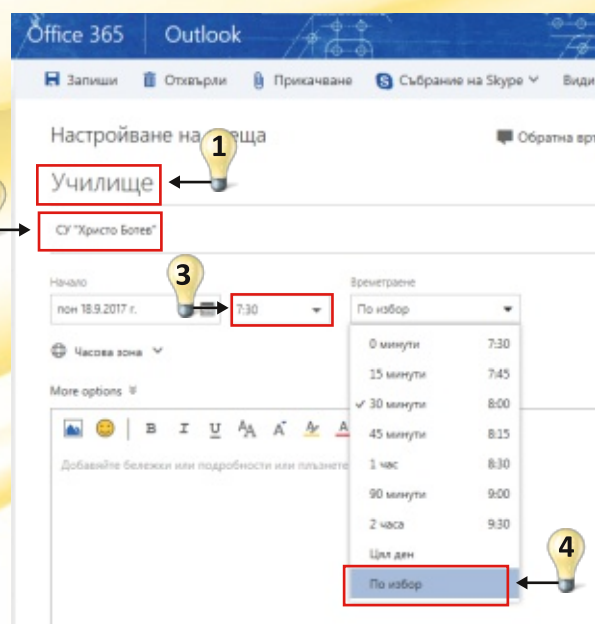 Office 365 Outlook
Запиши Отхвърли Прикачване Събрание на Skype Види
Настройване на еща Обратна връ
1
Училище
СУ "Христо Ботев"
3
Начало Времетраене
пон 18.9.2017 г. 7:30 По избор
Часова зона
0 минути 7:30
15 минути 7:45
More options
30 минути 8:00
B I U
45 минути 8:15
Добавяйте бележки или подробности или плъзнете
1 час 8:30
90 минути 9:00
2 часа 9:30
4
Цял ден
По избор